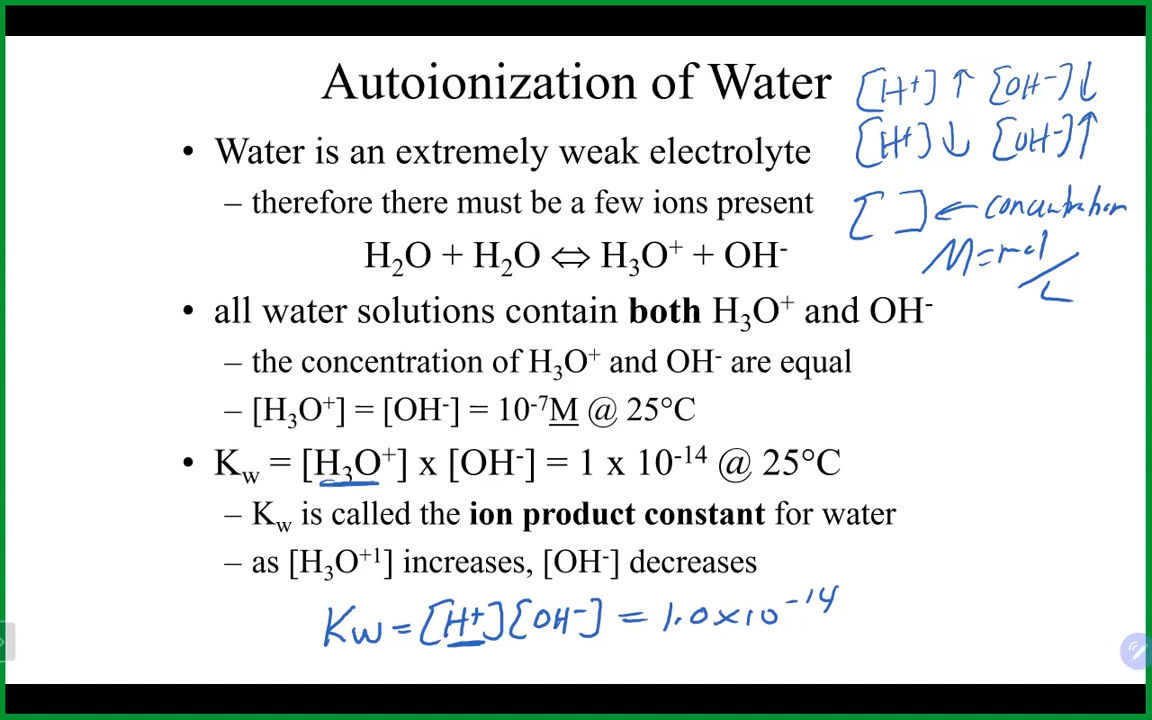 Autoionization of Water
• Water is an extremely weak electrolyte
– therefore there must be a few ions present
H₂O + H₂O ⇔ H₃O⁺ + OH⁻
• all water solutions contain both H₃O⁺ and OH⁻
– the concentration of H₃O⁺ and OH⁻ are equal
– [H₃O⁺] = [OH⁻] = 10⁻⁷M @ 25°C
• Kw = [H₃O⁺] x [OH⁻] = 1 x 10⁻¹⁴ @ 25°C
– Kw is called the ion product constant for water
– as [H₃O⁺¹] increases, [OH⁻] decreases
Kw = [H⁺][OH⁻] = 1.0×10⁻¹⁴
[H⁺] ↑ [OH⁻] ↓
[H⁺] ↓ [OH⁻] ↑
[ ] ← concentration
M = mol/L